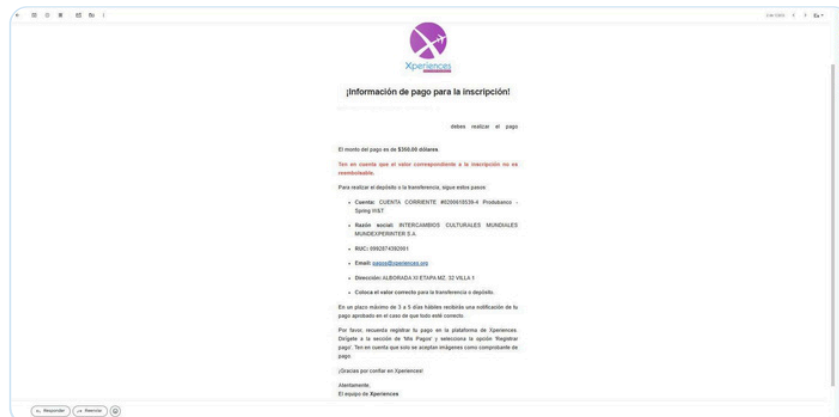 Xperiences
¡Información de pago para la inscripción!
debes realizar el pago
El monto del pago es de $300.00 dólares.
Ten en cuenta que el valor correspondiente a la inscripción no es
reembolsable.
Para realizar el depósito o la transferencia, sigue estos pasos:
• Cuenta: CUENTA CORRIENTE Produbanco -
Spring W&T
• Razón social: INTERCAMBIOS CULTURALES MUNDIALES
MUNDEXPERINTER S.A.
• RUC:
• Email: pagos@xperiences.org
• Dirección: ALBORADA XI ETAPA MZ. 32 VILLA 1
• Coloca el valor correcto para la transferencia o depósito.
En un plazo máximo de 3 a 5 días hábiles recibirás una notificación de tu
pago aprobado en el caso de que todo esté correcto.
Por favor, recuerda registrar tu pago en la plataforma de Xperiences.
Dirígete a la sección de 'Mis Pagos' y selecciona la opción 'Registrar
pago'. Ten en cuenta que solo se aceptan imágenes como comprobante de
pago.
¡Gracias por confiar en Xperiences!
Atentamente,
El equipo de Xperiences
Responder
Reenviar